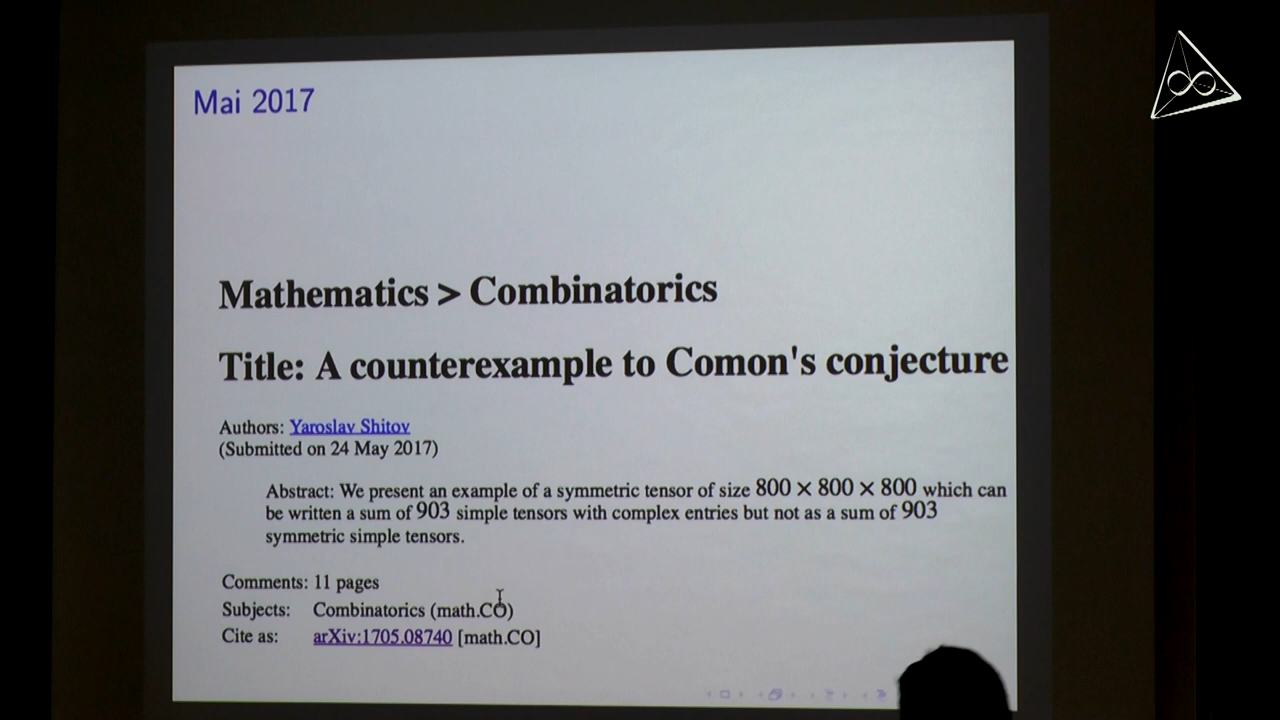 Mai 2017
Mathematics > Combinatorics
Title: A counterexample to Comon's conjecture
Authors: Yaroslav Shitov
(Submitted on 24 May 2017)
Abstract: We present an example of a symmetric tensor of size 800 × 800 × 800 which can
be written a sum of 903 simple tensors with complex entries but not as a sum of 903
symmetric simple tensors.
Comments: 11 pages
Subjects: Combinatorics (math.CO)
Cite as: arXiv:1705.08740 [math.CO]